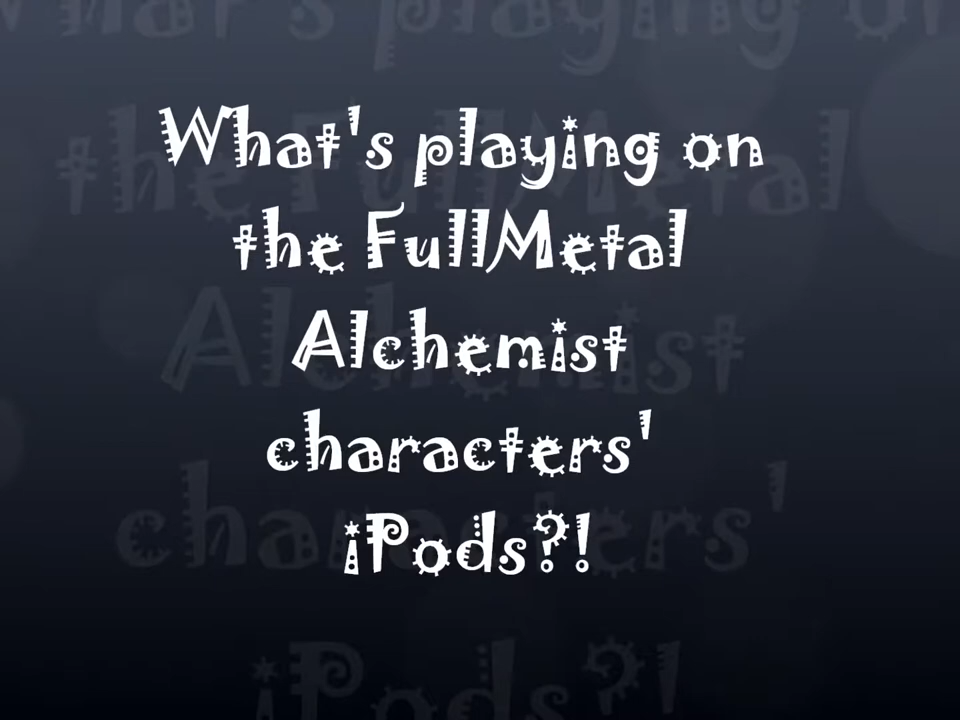 What's playing on
the FullMetal
Alchemist
characters'
iPods?!